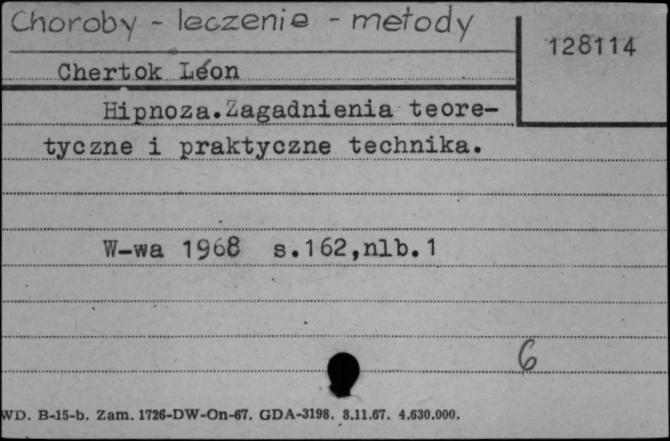 Choroby - leczenie - metody
128114
Chertok Léon
Hipnoza.Zagadnienia teore-
tyczne i praktyczne technika.
W-wa 1968 s.162,nlb.1
6
WD. B-15-b. Zam. 1726-DW-On-67. GDA-3198. 3.11.67. 4.630.000.